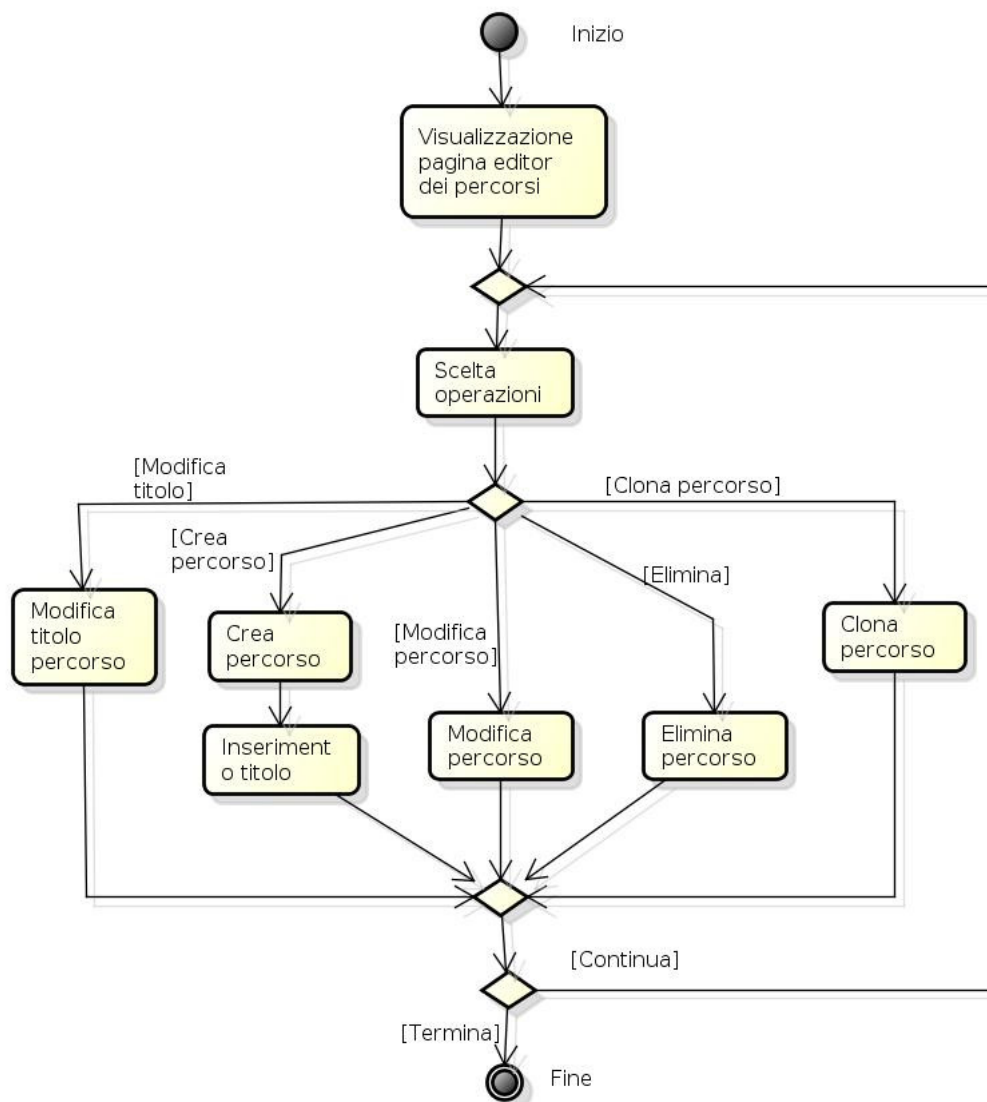 Inizio
Visualizzazione
pagina editor
dei percorsi
Scelta
operazioni
[Modifica
titolo]
[Clona percorso]
[Crea
percorso]
[Elimina]
Modifica
titolo
percorso
Crea
percorso
[Modifica
percorso]
Clona
percorso
Inseriment
o titolo
Modifica
percorso
Elimina
percorso
[Continua]
[Termina]
Fine